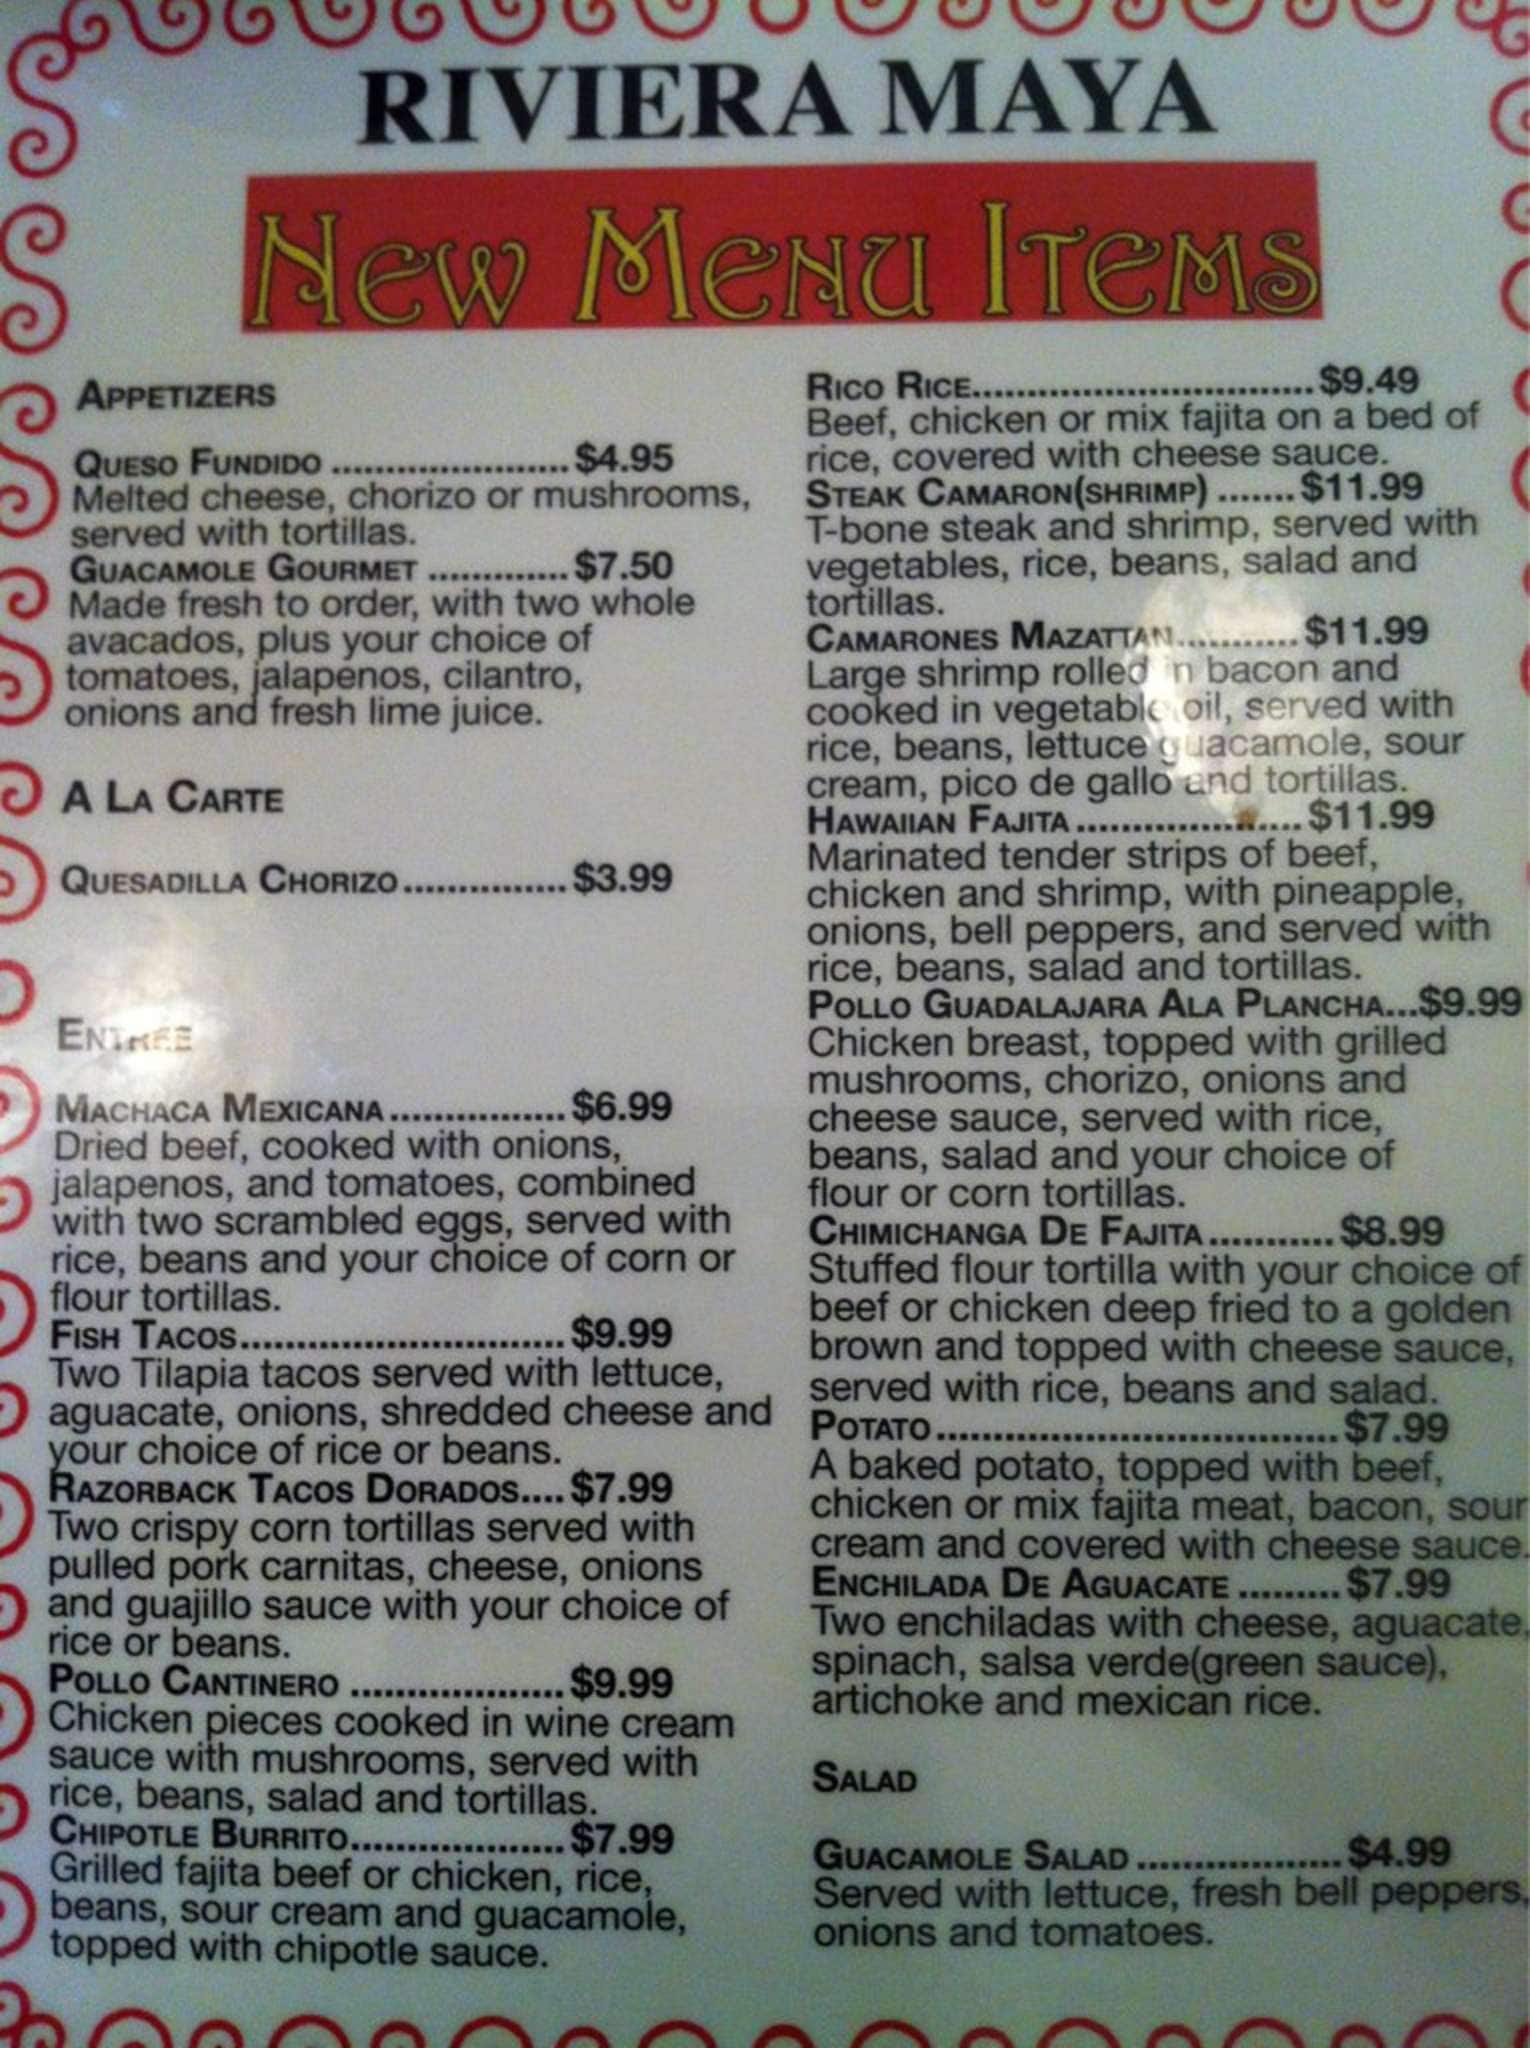 RIVIERA MAYA
NEW MENU ITEMS
APPETIZERS
QUESO FUNDIDO ..................... $4.95
Melted cheese, chorizo or mushrooms,
served with tortillas.
GUACAMOLE GOURMET ............. $7.50
Made fresh to order, with two whole
avacados, plus your choice of
tomatoes, jalapenos, cilantro,
onions and fresh lime juice.
A LA CARTE
QUESADILLA CHORIZO............... $3.99
ENTREE
MACHACA MEXICANA ................ $6.99
Dried beef, cooked with onions,
jalapenos, and tomatoes, combined
with two scrambled eggs, served with
rice, beans and your choice of corn or
flour tortillas.
FISH TACOS............................. $9.99
Two Tilapia tacos served with lettuce,
aguacate, onions, shredded cheese and
your choice of rice or beans.
RAZORBACK TACOS DORADOS.... $7.99
Two crispy corn tortillas served with
pulled pork carnitas, cheese, onions
and guajillo sauce with your choice of
rice or beans.
POLLO CANTINERO ................... $9.99
Chicken pieces cooked in wine cream
sauce with mushrooms, served with
rice, beans, salad and tortillas.
CHIPOTLE BURRITO................... $7.99
Grilled fajita beef or chicken, rice,
beans, sour cream and guacamole,
topped with chipotle sauce.
RICO RICE............................... $9.49
Beef, chicken or mix fajita on a bed of
rice, covered with cheese sauce.
STEAK CAMARON(SHRIMP) ....... $11.99
T-bone steak and shrimp, served with
vegetables, rice, beans, salad and
tortillas.
CAMARONES MAZATTAN........... $11.99
Large shrimp rolled in bacon and
cooked in vegetable oil, served with
rice, beans, lettuce guacamole, sour
cream, pico de gallo and tortillas.
HAWAIIAN FAJITA .................... $11.99
Marinated tender strips of beef,
chicken and shrimp, with pineapple,
onions, bell peppers, and served with
rice, beans, salad and tortillas.
POLLO GUADALAJARA ALA PLANCHA...$9.99
Chicken breast, topped with grilled
mushrooms, chorizo, onions and
cheese sauce, served with rice,
beans, salad and your choice of
flour or corn tortillas.
CHIMICHANGA DE FAJITA ........... $8.99
Stuffed flour tortilla with your choice of
beef or chicken deep fried to a golden
brown and topped with cheese sauce,
served with rice, beans and salad.
POTATO.................................... $7.99
A baked potato, topped with beef,
chicken or mix fajita meat, bacon, sour
cream and covered with cheese sauce.
ENCHILADA DE AGUACATE ......... $7.99
Two enchiladas with cheese, aguacate,
spinach, salsa verde(green sauce),
artichoke and mexican rice.
SALAD
GUACAMOLE SALAD .................. $4.99
Served with lettuce, fresh bell peppers,
onions and tomatoes.